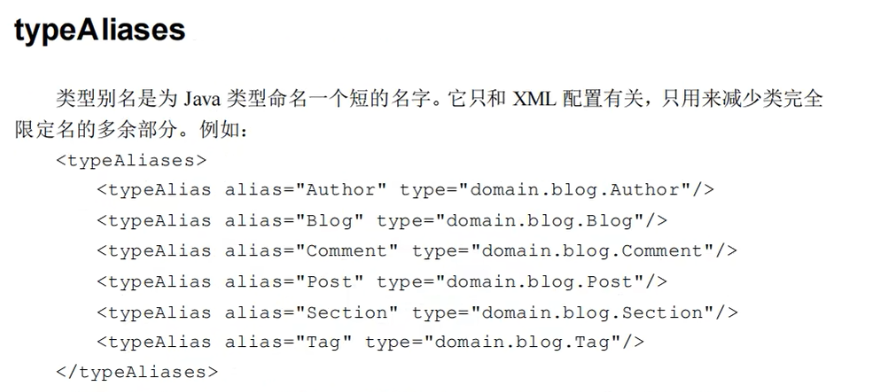 typeAliases
类型别名是为 Java 类型命名一个短的名字。它只和 XML 配置有关，只用来减少类完全
限定名的多余部分。例如：
<typeAliases>
<typeAlias alias="Author" type="domain.blog.Author"/>
<typeAlias alias="Blog" type="domain.blog.Blog"/>
<typeAlias alias="Comment" type="domain.blog.Comment"/>
<typeAlias alias="Post" type="domain.blog.Post"/>
<typeAlias alias="Section" type="domain.blog.Section"/>
<typeAlias alias="Tag" type="domain.blog.Tag"/>
</typeAliases>